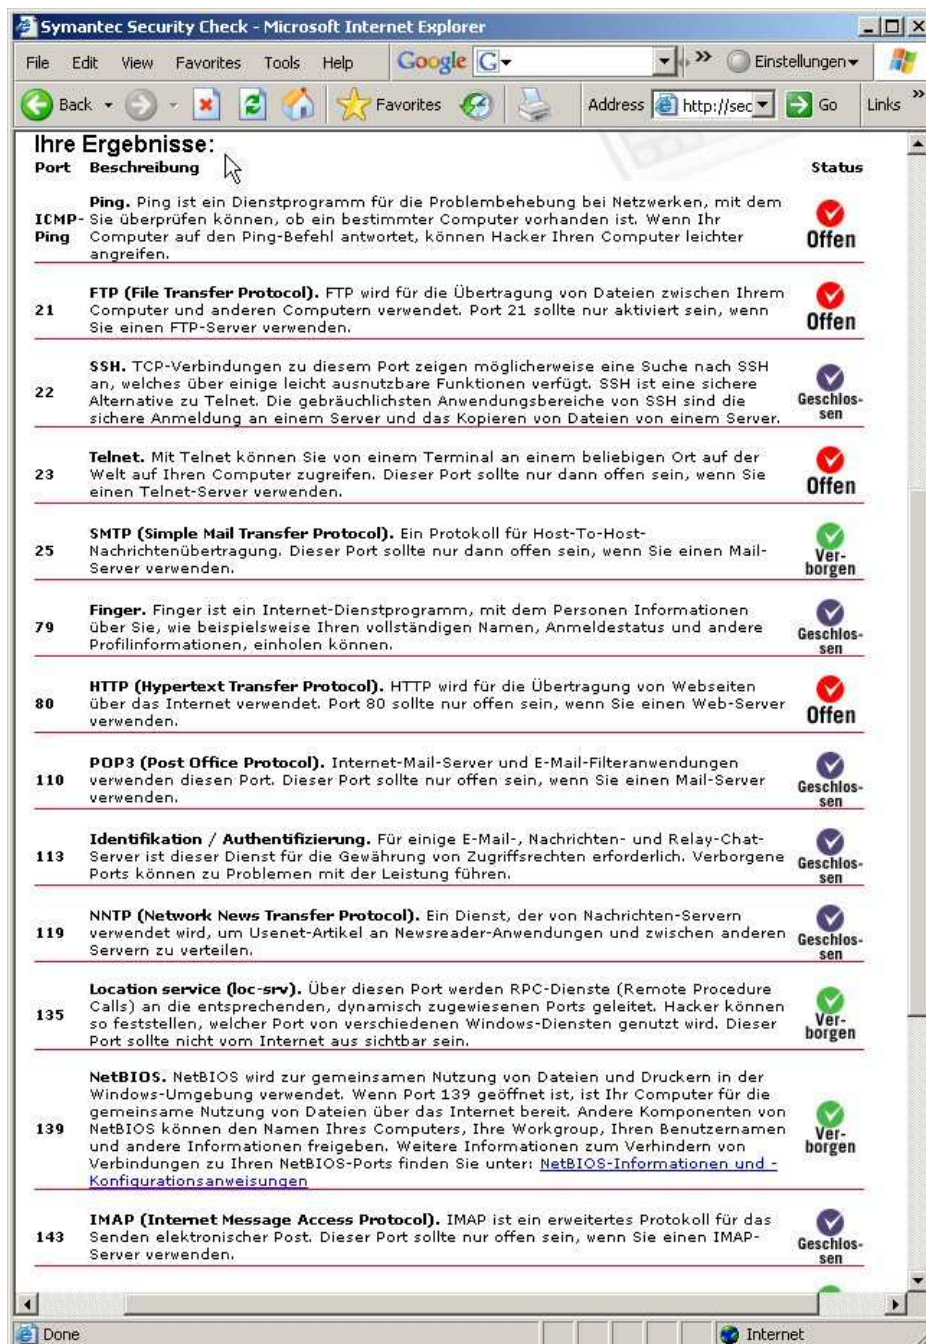 Symantec Security Check - Microsoft Internet Explorer
File Edit View Favorites Tools Help Google G Einstellungen
Back Favorites Address http://sec Go Links
Ihre Ergebnisse:
Port Beschreibung Status
Ping. Ping ist ein Dienstprogramm für die Problembehebung bei Netzwerken, mit dem
ICMP- Sie überprüfen können, ob ein bestimmter Computer vorhanden ist. Wenn Ihr
Ping Computer auf den Ping-Befehl antwortet, können Hacker Ihren Computer leichter
angreifen.
Offen
FTP (File Transfer Protocol). FTP wird für die Übertragung von Dateien zwischen Ihrem
21 Computer und anderen Computern verwendet. Port 21 sollte nur aktiviert sein, wenn
Sie einen FTP-Server verwenden.
Offen
SSH. TCP-Verbindungen zu diesem Port zeigen möglicherweise eine Suche nach SSH
an, welches über einige leicht ausnutzbare Funktionen verfügt. SSH ist eine sichere
22 Alternative zu Telnet. Die gebräuchlichsten Anwendungsbereiche von SSH sind die
sichere Anmeldung an einem Server und das Kopieren von Dateien von einem Server.
Geschlos-
sen
Telnet. Mit Telnet können Sie von einem Terminal an einem beliebigen Ort auf der
23 Welt auf Ihren Computer zugreifen. Dieser Port sollte nur dann offen sein, wenn Sie
einen Telnet-Server verwenden.
Offen
SMTP (Simple Mail Transfer Protocol). Ein Protokoll für Host-To-Host-
25 Nachrichtenübertragung. Dieser Port sollte nur dann offen sein, wenn Sie einen Mail-
Server verwenden.
Ver-
borgen
Finger. Finger ist ein Internet-Dienstprogramm, mit dem Personen Informationen
79 über Sie, wie beispielsweise Ihren vollständigen Namen, Anmeldestatus und andere
Profilinformationen, einholen können.
Geschlos-
sen
HTTP (Hypertext Transfer Protocol). HTTP wird für die Übertragung von Webseiten
80 über das Internet verwendet. Port 80 sollte nur offen sein, wenn Sie einen Web-Server
verwenden.
Offen
POP3 (Post Office Protocol). Internet-Mail-Server und E-Mail-Filteranwendungen
110 verwenden diesen Port. Dieser Port sollte nur offen sein, wenn Sie einen Mail-Server
verwenden.
Geschlos-
sen
Identifikation / Authentifizierung. Für einige E-Mail-, Nachrichten- und Relay-Chat-
113 Server ist dieser Dienst für die Gewährung von Zugriffsrechten erforderlich. Verborgene
Ports können zu Problemen mit der Leistung führen.
Geschlos-
sen
NNTP (Network News Transfer Protocol). Ein Dienst, der von Nachrichten-Servern
119 verwendet wird, um Usenet-Artikel an Newsreader-Anwendungen und zwischen anderen
Servern zu verteilen.
Geschlos-
sen
Location service (loc-srv). Über diesen Port werden RPC-Dienste (Remote Procedure
Calls) an die entsprechenden, dynamisch zugewiesenen Ports geleitet. Hacker können
135 so feststellen, welcher Port von verschiedenen Windows-Diensten genutzt wird. Dieser
Port sollte nicht vom Internet aus sichtbar sein.
Ver-
borgen
NetBIOS. NetBIOS wird zur gemeinsamen Nutzung von Dateien und Druckern in der
Windows-Umgebung verwendet. Wenn Port 139 geöffnet ist, ist Ihr Computer für die
gemeinsame Nutzung von Dateien über das Internet bereit. Andere Komponenten von
139 NetBIOS können den Namen Ihres Computers, Ihre Workgroup, Ihren Benutzernamen
und andere Informationen freigeben. Weitere Informationen zum Verhindern von
Verbindungen zu Ihren NetBIOS-Ports finden Sie unter: NetBIOS-Informationen und -
Konfigurationsanweisungen
Ver-
borgen
IMAP (Internet Message Access Protocol). IMAP ist ein erweitertes Protokoll für das
143 Senden elektronischer Post. Dieser Port sollte nur offen sein, wenn Sie einen IMAP-
Server verwenden.
Geschlos-
sen
Done Internet